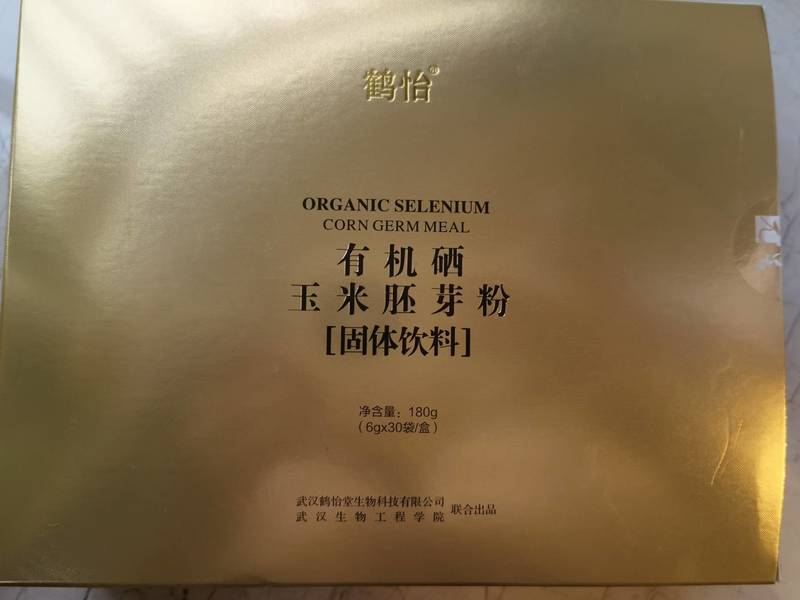 鹤怡®
ORGANIC SELENIUM
CORN GERM MEAL
有机硒
玉米胚芽粉
[固体饮料]
净含量：180g
（6gx30袋/盒）
武汉鹤怡堂生物科技有限公司
武汉生物工程学院
联合出品